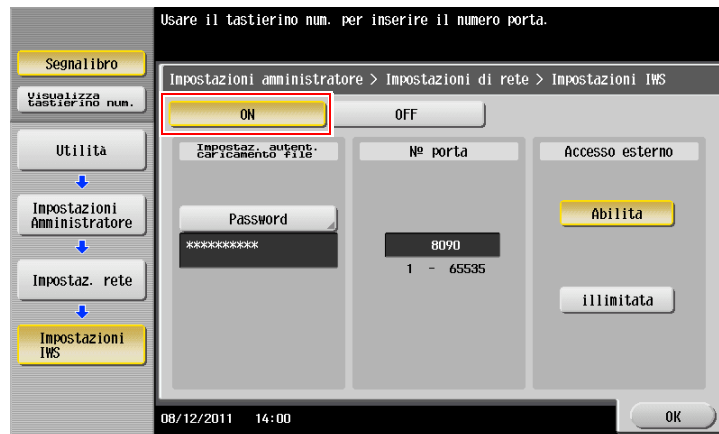 Usare il tastierino num. per inserire il numero porta.
Segnalibro
Visualizza
tastierino num.
Utilità
Impostazioni
Amministratore
Impostaz. rete
Impostazioni
IWS
Impostazioni amministratore > Impostazioni di rete > Impostazioni IWS
ON
OFF
Impostaz. autent.
caricamento file
Nº porta
Accesso esterno
Password
**********
8090
1 - 65535
Abilita
illimitata
08/12/2011 14:00
OK